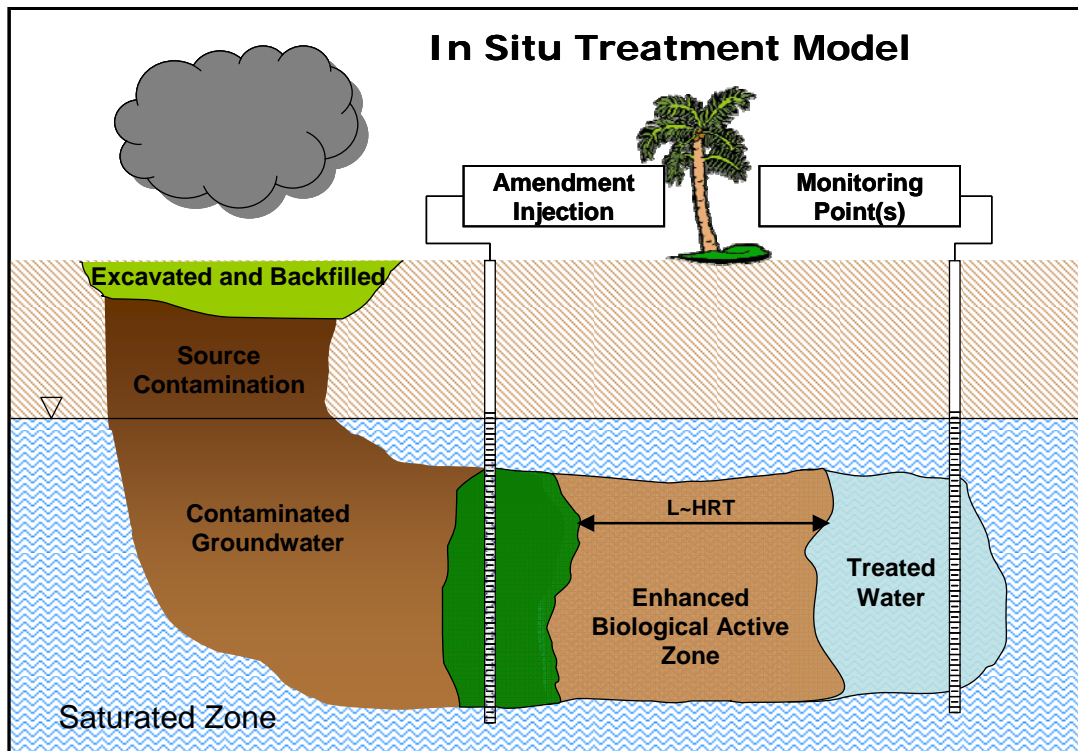 In Situ Treatment Model
Amendment
Injection
Monitoring
Point(s)
Excavated and Backfilled
Source
Contamination
Contaminated
Groundwater
L~HRT
Enhanced
Biological Active
Zone
Treated
Water
Saturated Zone